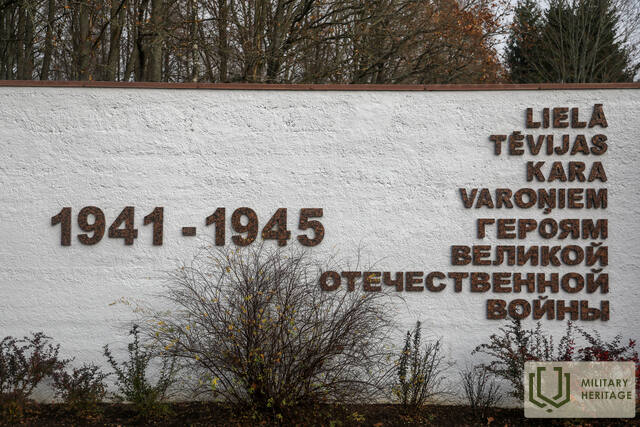 1941 - 1945
LIELĀ
TĒVIJAS
KARA
VAROŅIEM
ГЕРОЯМ
ВЕЛИКОЙ
ОТЕЧЕСТВЕННОЙ
ВОЙНЫ
MILITARY
HERITAGE